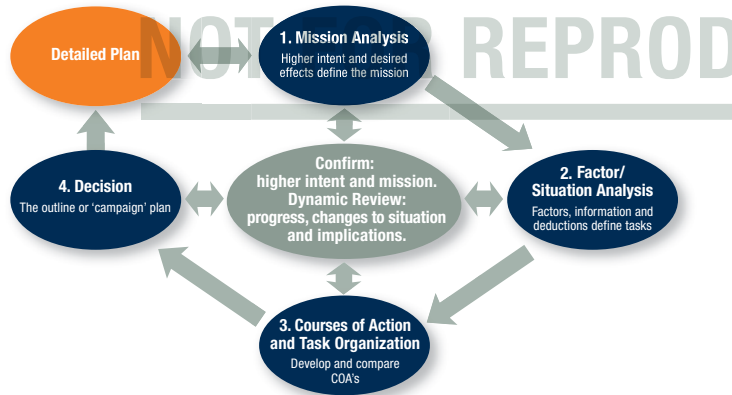 NOT FOR REPROD
Detailed Plan
1. Mission Analysis
Higher intent and desired
effects define the mission
2. Factor/
Situation Analysis
Factors, information and
deductions define tasks
Confirm:
higher intent and mission.
Dynamic Review:
progress, changes to situation
and implications.
4. Decision
The outline or ‘campaign’ plan
3. Courses of Action
and Task Organization
Develop and compare
COA's